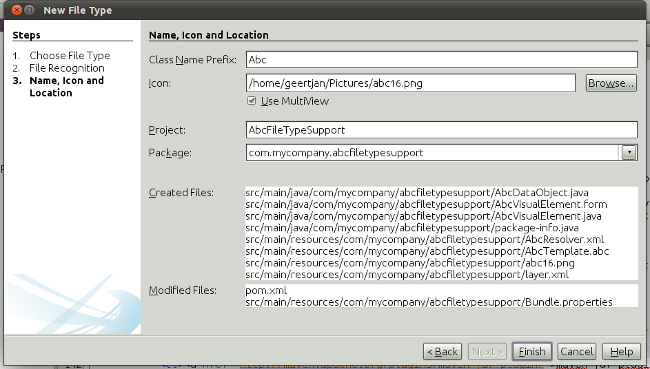 New File Type
Steps
1. Choose File Type
2. File Recognition
3. Name, Icon and
Location
Name, Icon and Location
Class Name Prefix: Abc
Icon: /home/geertjan/Pictures/abc16.png Browse...
Use MultiView
Project: AbcFileTypeSupport
Package: com.mycompany.abcfiletypesupport
Created Files: src/main/java/com/mycompany/abcfiletypesupport/AbcDataObject.java
src/main/java/com/mycompany/abcfiletypesupport/AbcVisualElement.form
src/main/java/com/mycompany/abcfiletypesupport/AbcVisualElement.java
src/main/java/com/mycompany/abcfiletypesupport/package-info.java
src/main/resources/com/mycompany/abcfiletypesupport/AbcResolver.xml
src/main/resources/com/mycompany/abcfiletypesupport/AbcTemplate.abc
src/main/resources/com/mycompany/abcfiletypesupport/abc16.png
src/main/resources/com/mycompany/abcfiletypesupport/layer.xml
Modified Files: pom.xml
src/main/resources/com/mycompany/abcfiletypesupport/Bundle.properties
< Back Next > Finish Cancel Help